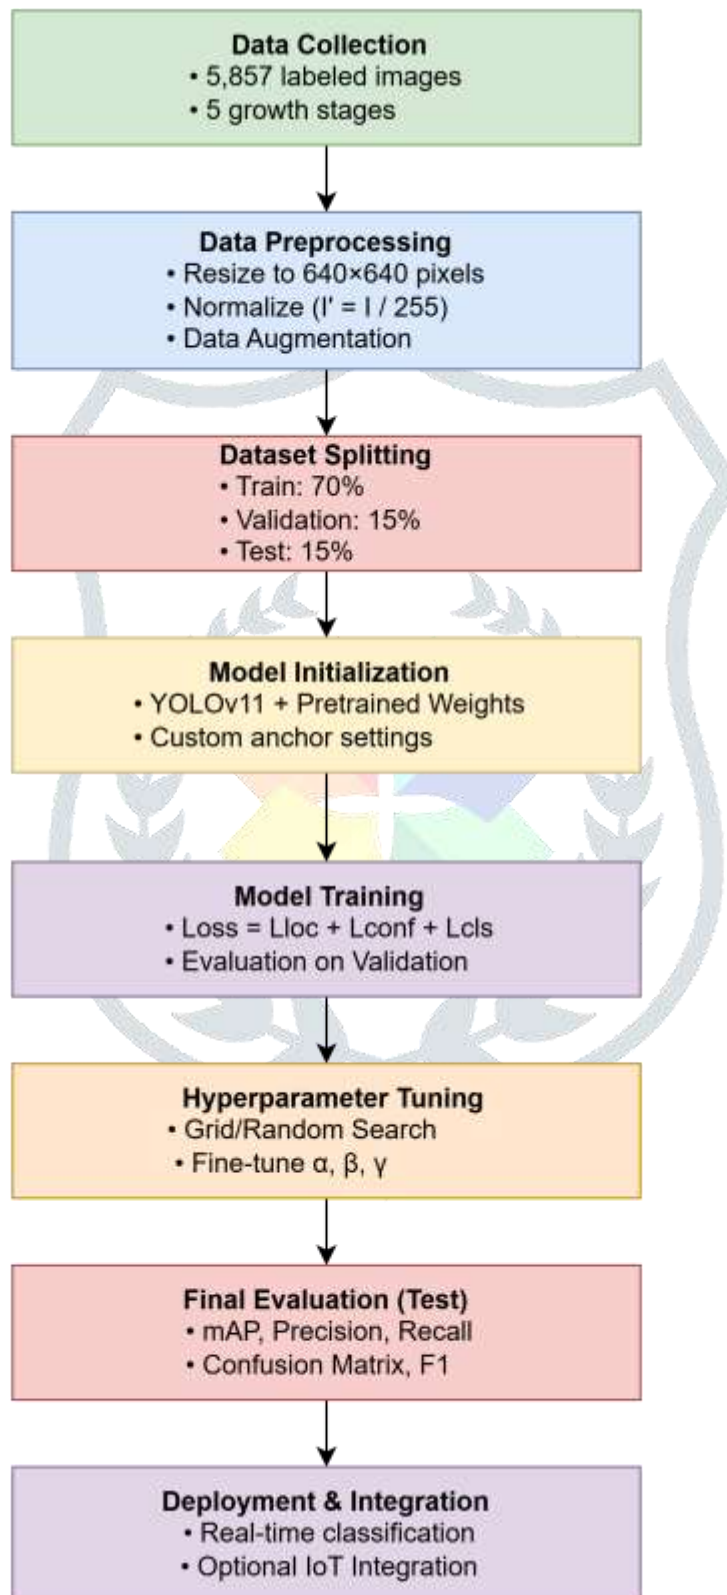 Data Collection
• 5,857 labeled images
• 5 growth stages
Data Preprocessing
• Resize to 640×640 pixels
• Normalize (I' = I / 255)
• Data Augmentation
Dataset Splitting
• Train: 70%
• Validation: 15%
• Test: 15%
Model Initialization
• YOLOv11 + Pretrained Weights
• Custom anchor settings
Model Training
• Loss = Lloc + Lconf + Lcls
• Evaluation on Validation
Hyperparameter Tuning
• Grid/Random Search
• Fine-tune α, β, γ
Final Evaluation (Test)
• mAP, Precision, Recall
• Confusion Matrix, F1
Deployment & Integration
• Real-time classification
• Optional IoT Integration